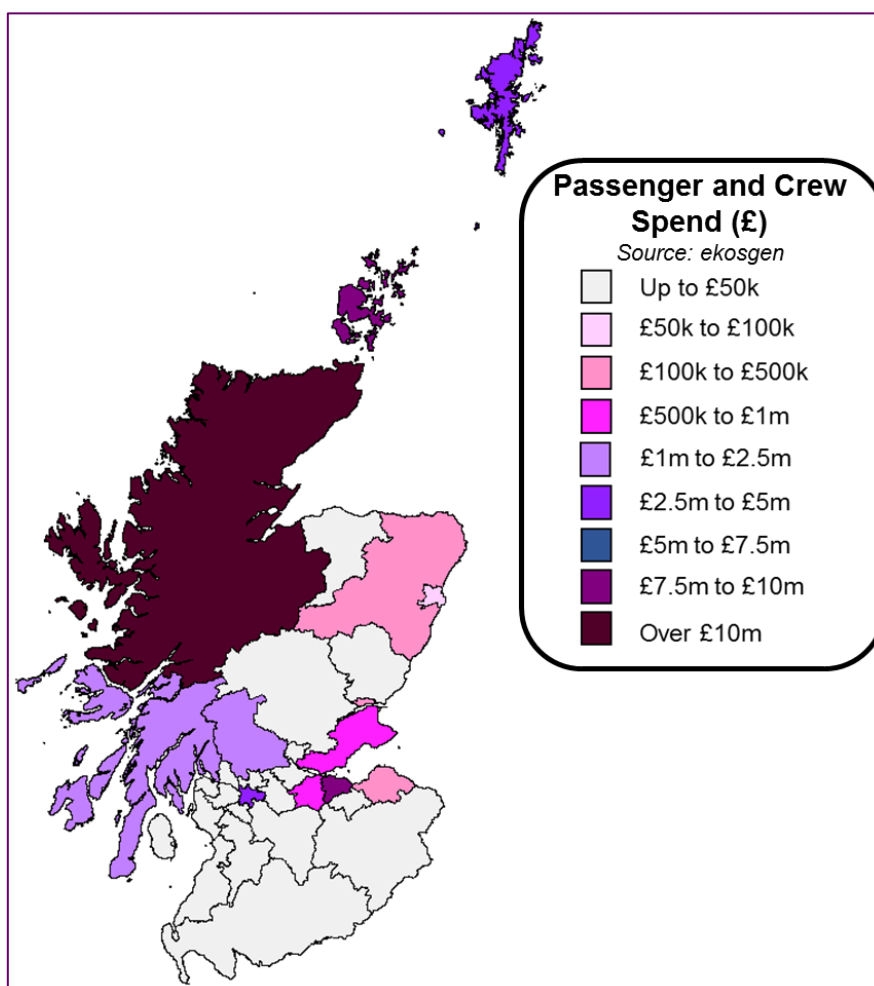 Passenger and Crew
Spend (£)
Source: ekosgen
Up to £50k
£50k to £100k
£100k to £500k
£500k to £1m
£1m to £2.5m
£2.5m to £5m
£5m to £7.5m
£7.5m to £10m
Over £10m